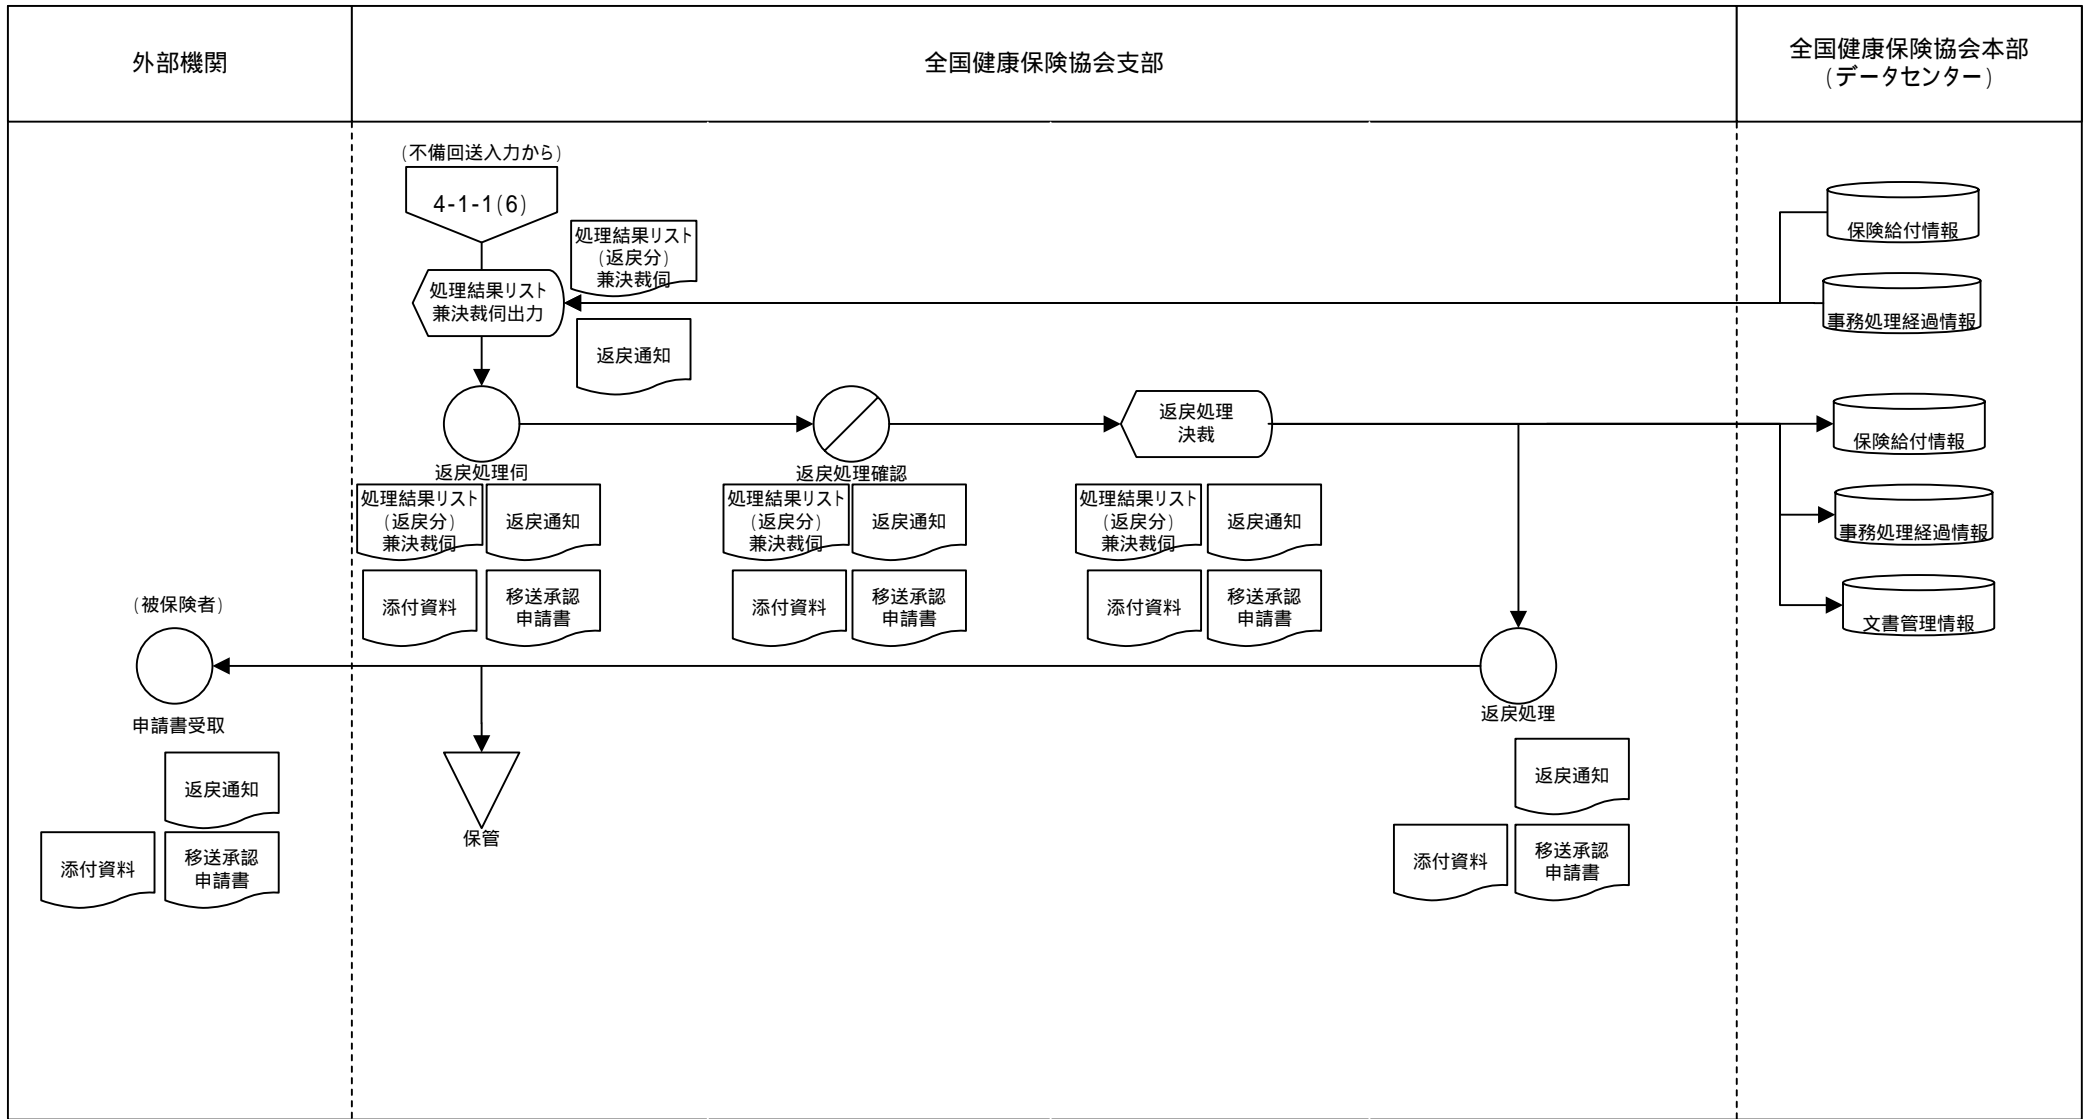 外部機関
全国健康保険協会支部
全国健康保険協会本部
(データセンター)
(不備回送入力から)
4-1-1(6)
処理結果リスト
(返戻分)
兼決裁伺
保険給付情報
処理結果リスト
兼決裁伺出力
事務処理経過情報
返戻通知
返戻処理
決裁
保険給付情報
返戻処理伺
返戻処理確認
処理結果リスト
(返戻分)
兼決裁伺
返戻通知
処理結果リスト
(返戻分)
兼決裁伺
返戻通知
処理結果リスト
(返戻分)
兼決裁伺
返戻通知
事務処理経過情報
添付資料
移送承認
申請書
添付資料
移送承認
申請書
添付資料
移送承認
申請書
文書管理情報
(被保険者)
申請書受取
返戻処理
返戻通知
添付資料
移送承認
申請書
保管
返戻通知
添付資料
移送承認
申請書